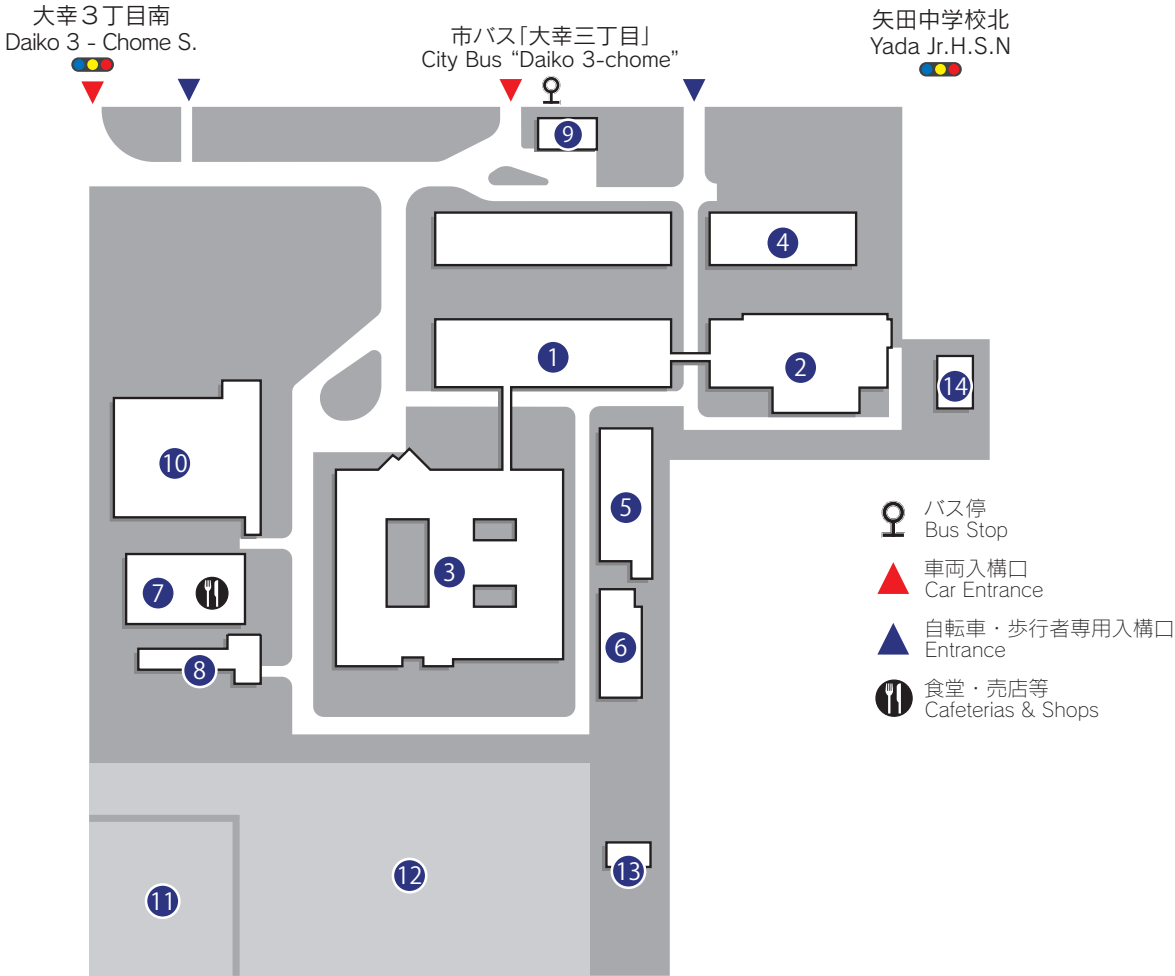 大幸３丁目南
Daiko 3 - Chome S.
市バス｢大幸三丁目｣
City Bus “Daiko 3-chome”
矢田中学校北
Yada Jr.H.S.N
9
4
1
2
14
10
5
3
7
6
8
12
13
11
バス停
Bus Stop
車両入構口
Car Entrance
自転車・歩行者専用入構口
Entrance
食堂・売店等
Cafeterias & Shops